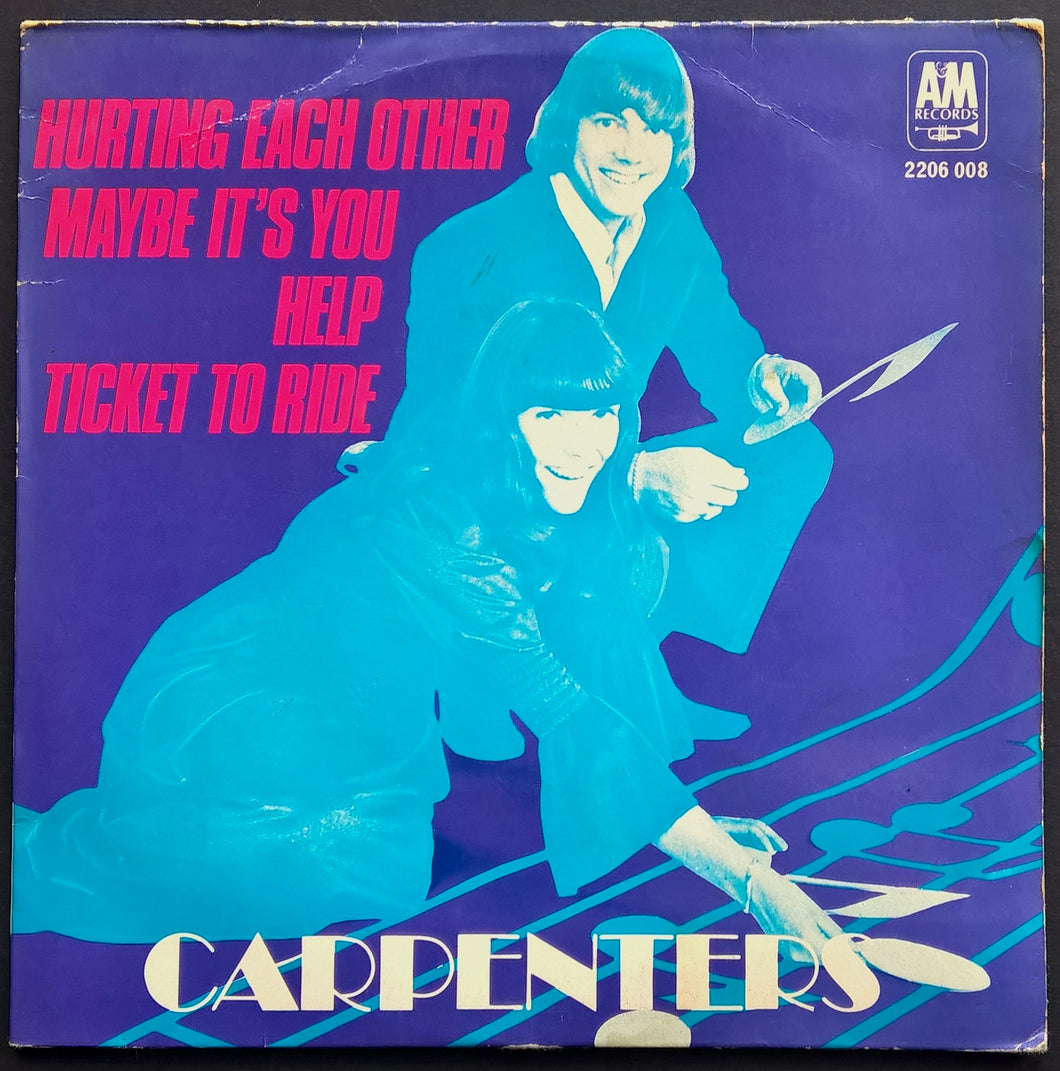 HURTING EACH OTHER
MAYBE IT'S YOU
HELP
TICKET TO RIDE
A&M
RECORDS
2206 008
CARPENTERS